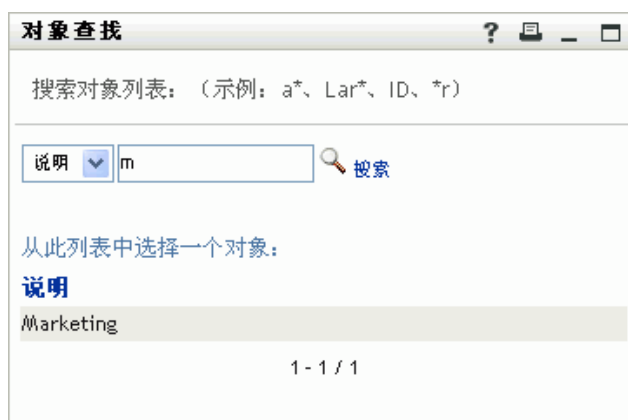 对象查找 ?
搜索对象列表：（示例：a*、Lar*、ID、*r）
说明 m 搜索
从此列表中选择一个对象：
说明
Marketing
1 - 1 / 1